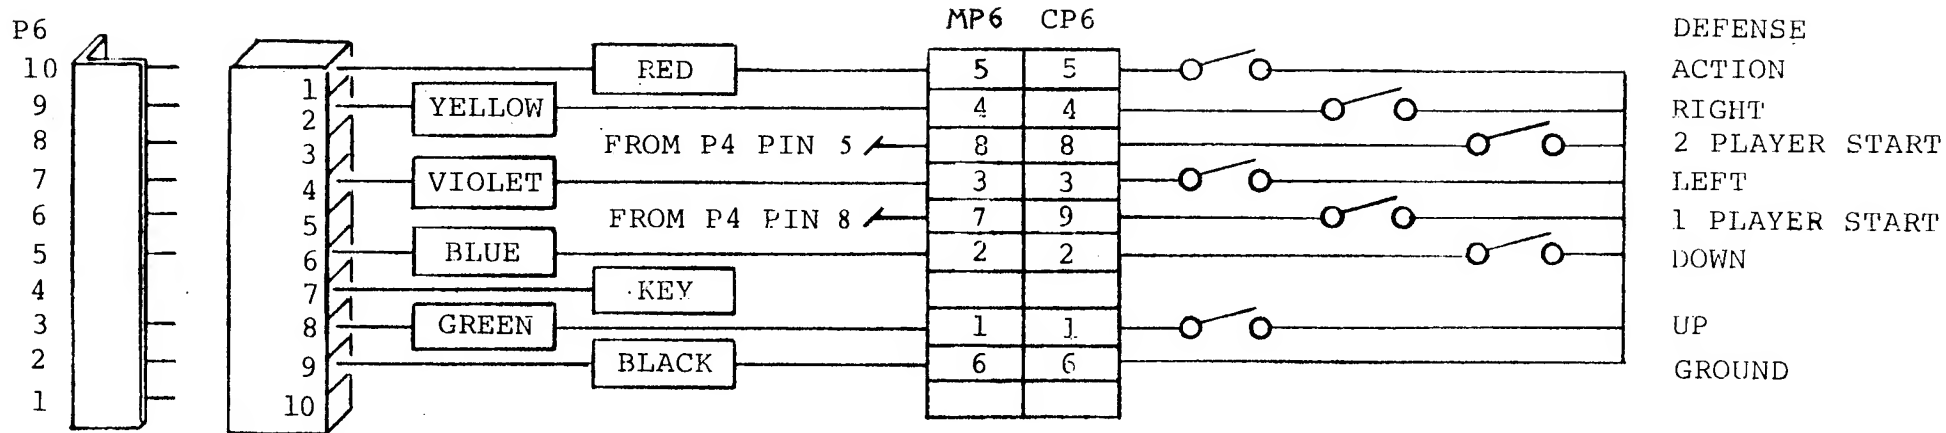 MP6 CP6
P6 DEFENSE
10 RED 5 5 ACTION
1
9 YELLOW 4 4 RIGHT
2
8 FROM P4 PIN 5 8 8 2 PLAYER START
3
7 VIOLET 3 3 LEFT
4
6 FROM P4 PIN 8 7 9 1 PLAYER START
5
5 BLUE 2 2 DOWN
6
4 KEY
7
3 8 GREEN 1 1 UP
2 9 BLACK 6 6 GROUND
1 10